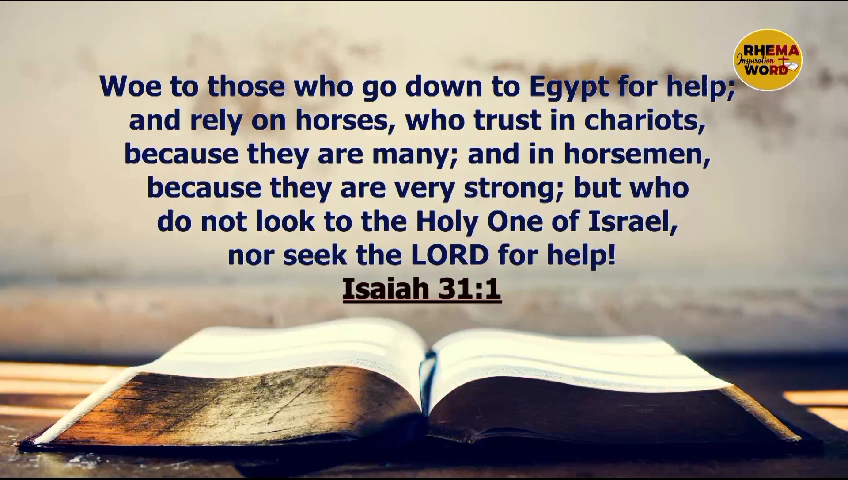 Woe to those who go down to Egypt for help;
and rely on horses, who trust in chariots,
because they are many; and in horsemen,
because they are very strong; but who
do not look to the Holy One of Israel,
nor seek the LORD for help!
Isaiah 31:1
RHEMA
Inspiration
WORD